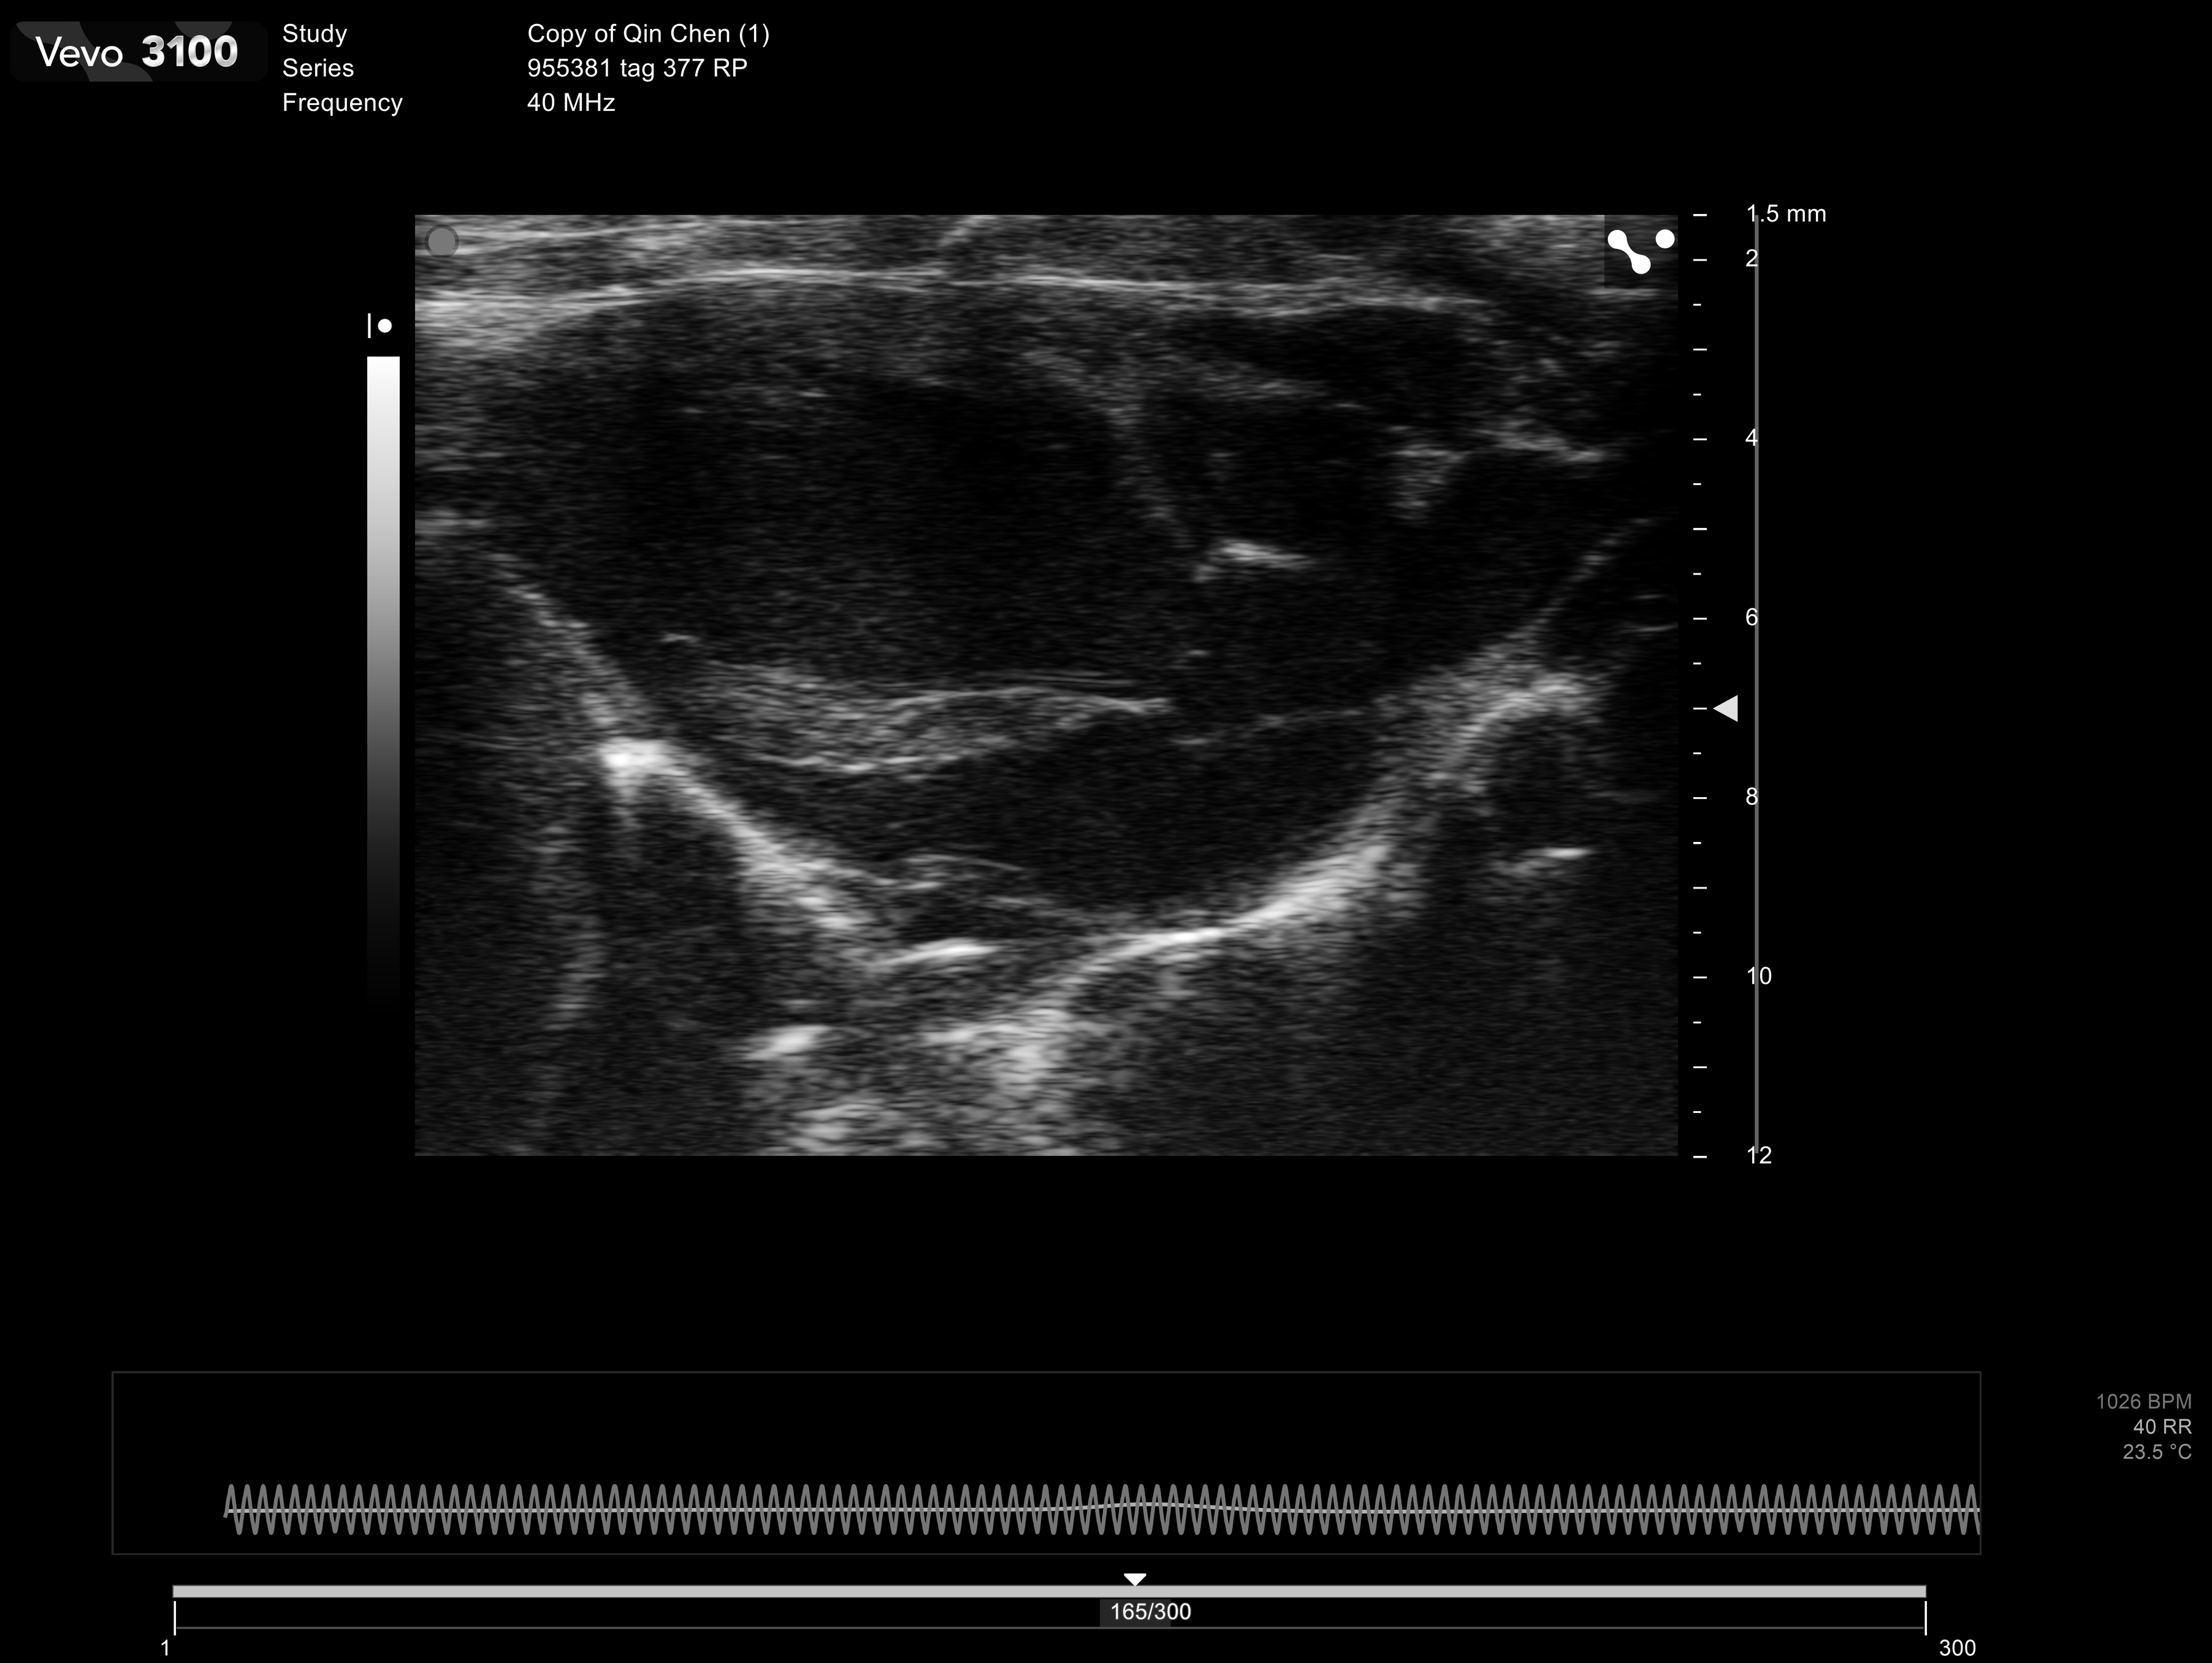 Vevo 3100
Study Copy of Qin Chen (1)
Series 955381 tag 377 RP
Frequency 40 MHz
1.5 mm
2
4
6
8
10
12
1026 BPM
40 RR
23.5 °C
165/300
1 300